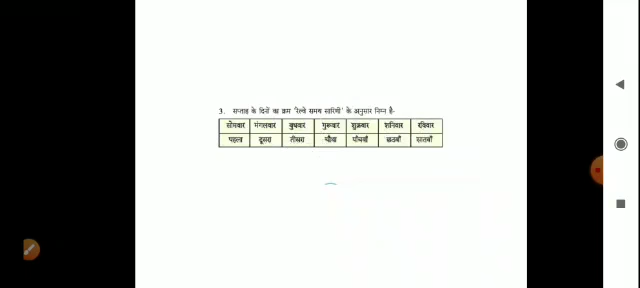 3. सप्ताह के दिनों का क्रम 'रेल्वे समय सारिणी' के अनुसार निम्न है-
सोमवार मंगलवार बुधवार गुरूवार शुक्रवार शनिवार रविवार
पहला दूसरा तीसरा चौथा पाँचवाँ छठवाँ सातवाँ